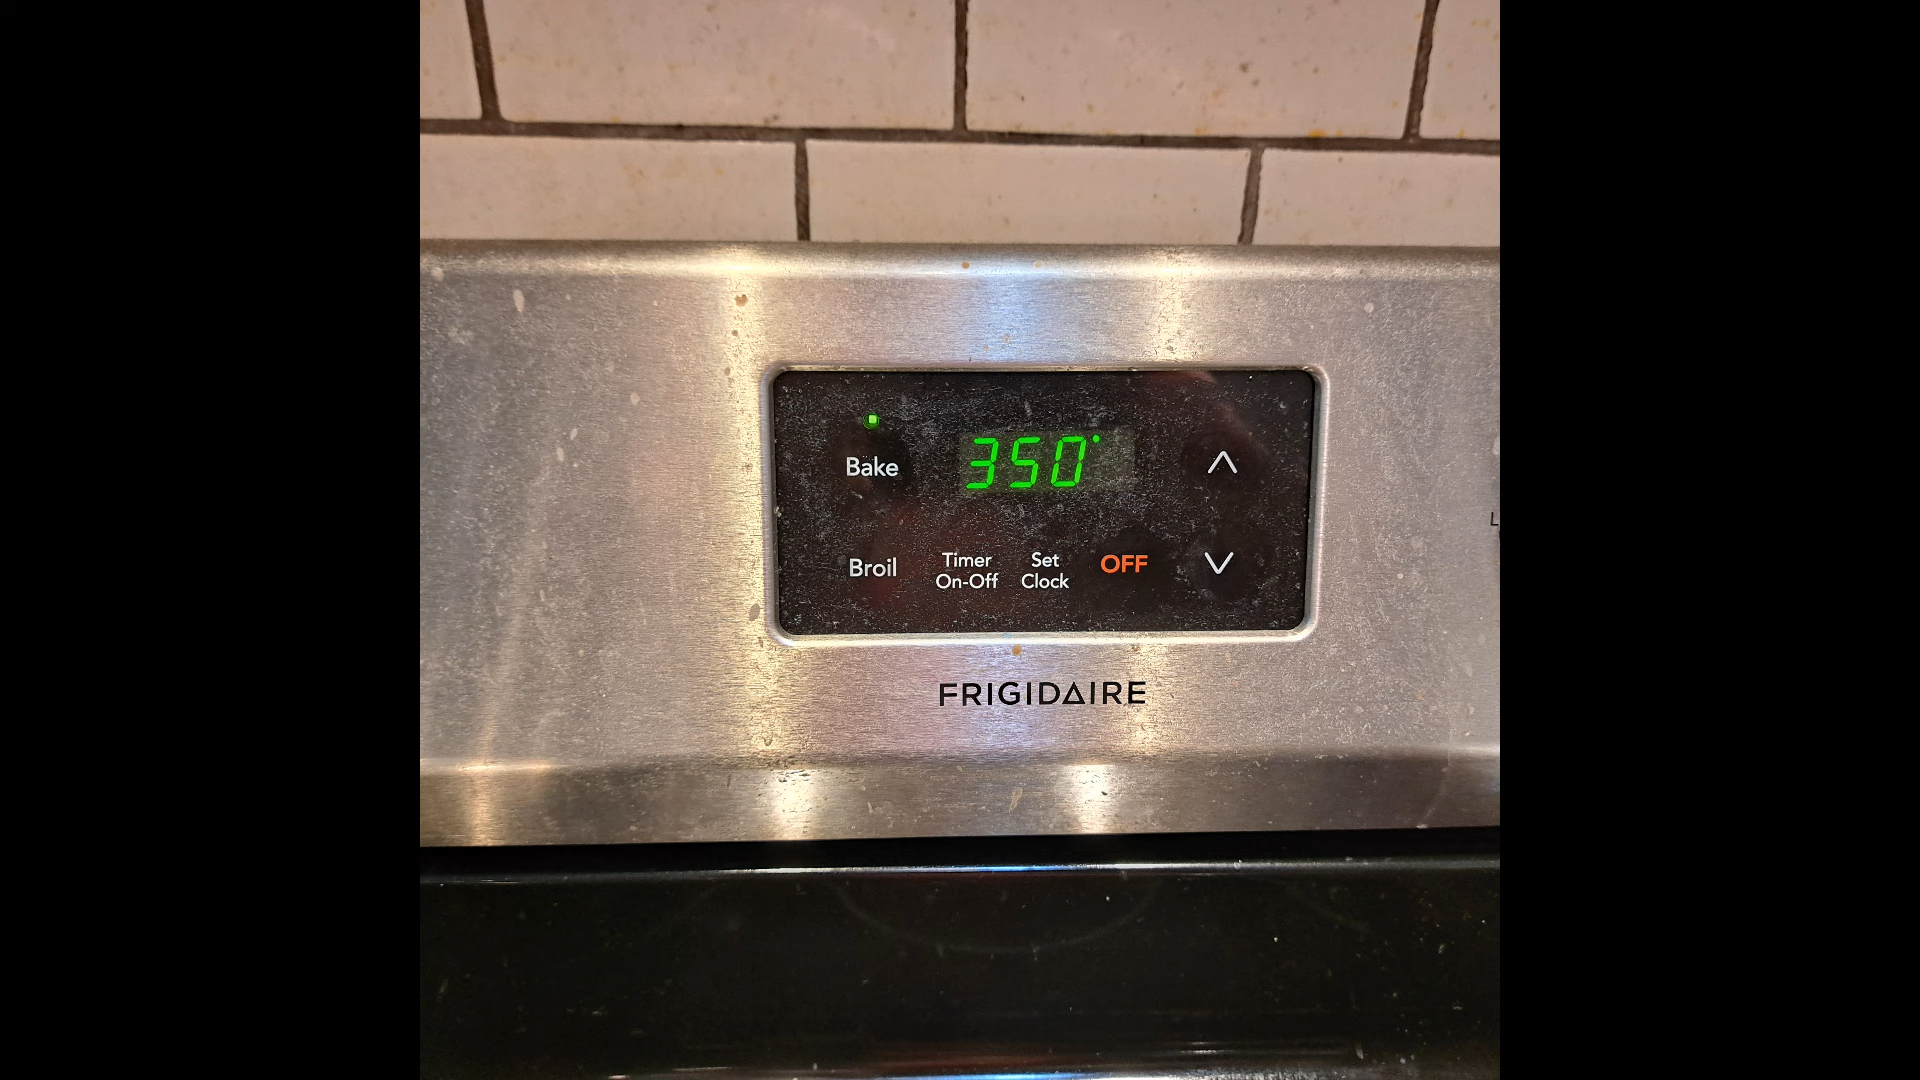 Bake
350°
Broil
Timer
On-Off
Set
Clock
OFF
FRIGIDAIRE